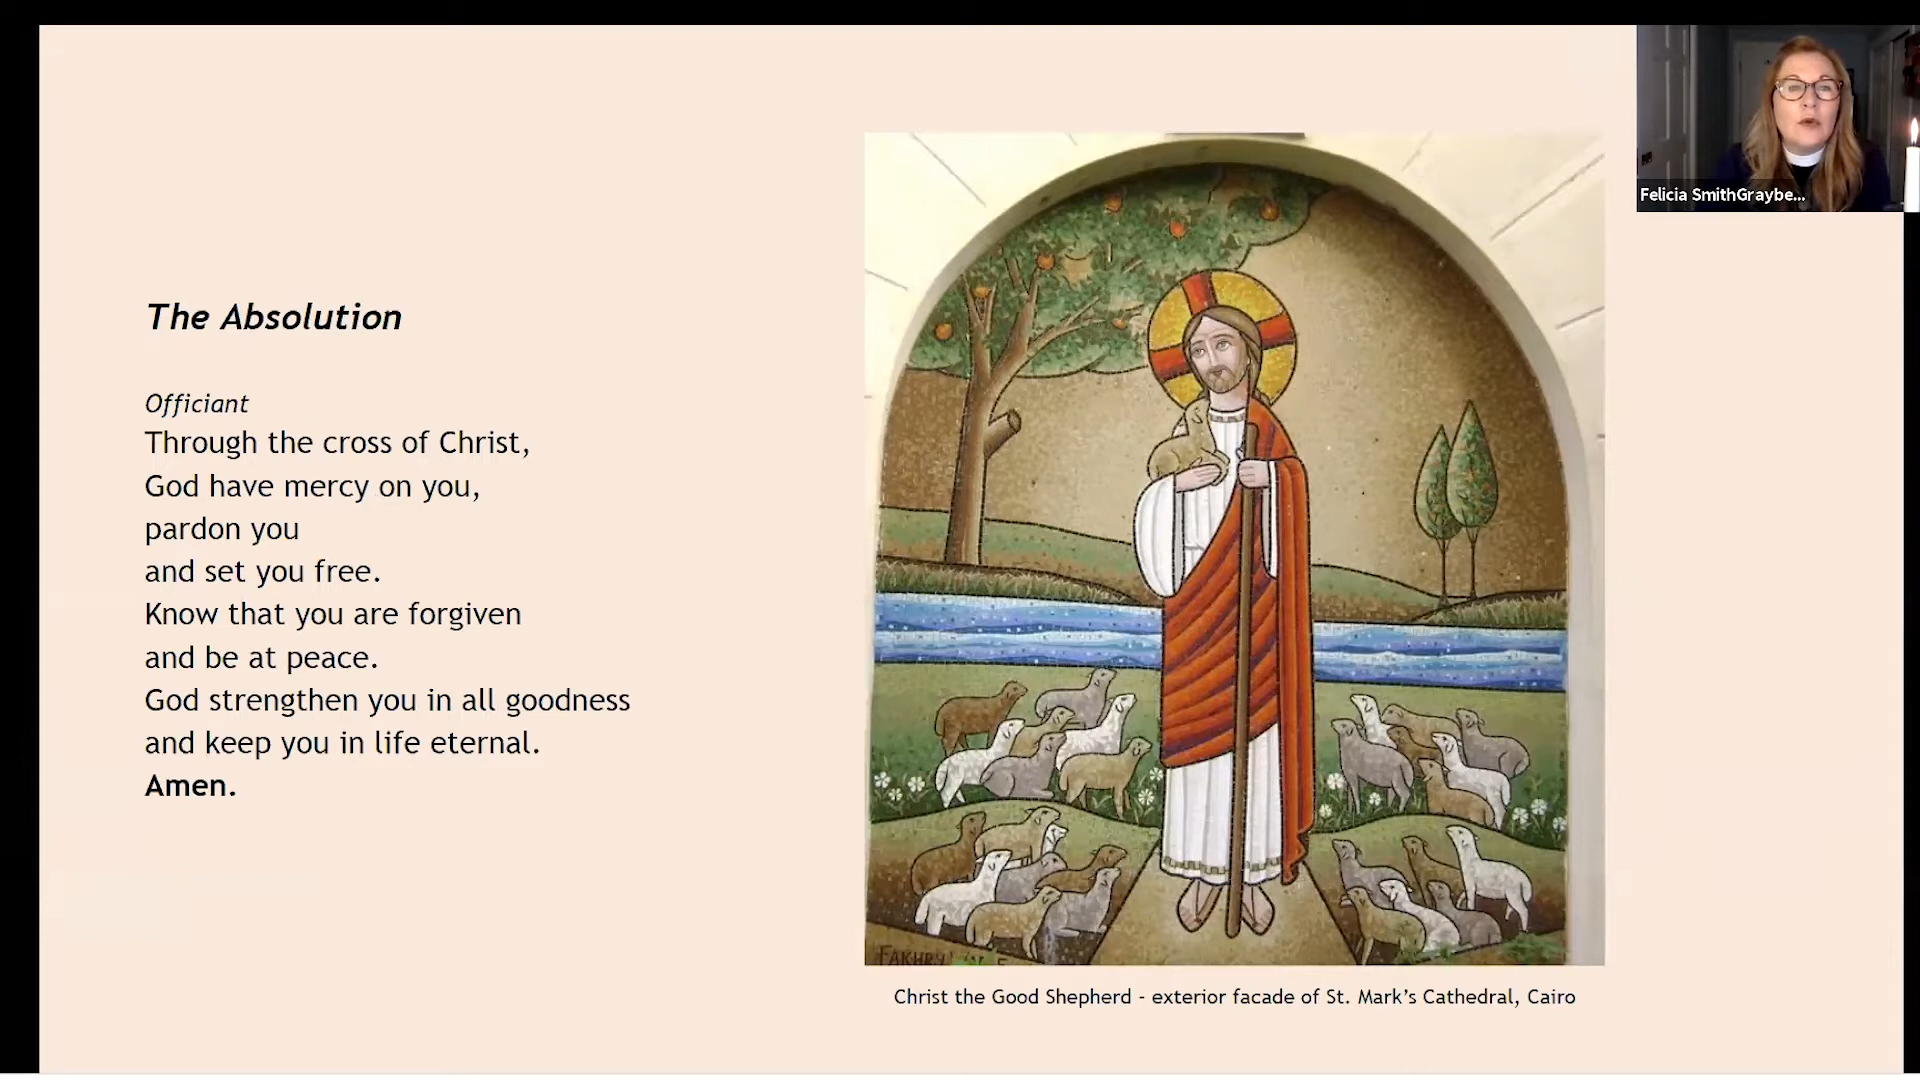 The Absolution
Officiant
Through the cross of Christ,
God have mercy on you,
pardon you
and set you free.
Know that you are forgiven
and be at peace.
God strengthen you in all goodness
and keep you in life eternal.
Amen.
Felicia SmithGraybe...
FAKHRY
Christ the Good Shepherd - exterior facade of St. Mark's Cathedral, Cairo